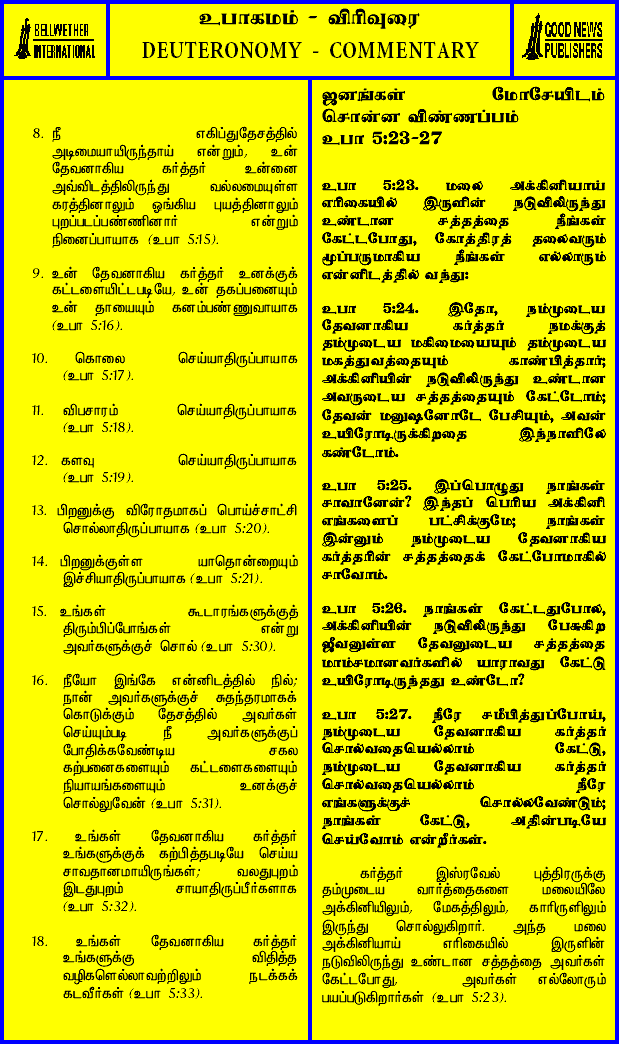 BELLWETHER
INTERNATIONAL
உபாகமம் - விரிவுரை
DEUTERONOMY - COMMENTARY
GOOD NEWS
PUBLISHERS
8. நீ எகிப்துதேசத்தில்
அடிமையாயிருந்தாய் என்றும், உன்
தேவனாகிய கர்த்தர் உன்னை
அவ்விடத்திலிருந்து வல்லமையுள்ள
கரத்தினாலும் ஓங்கிய புயத்தினாலும்
புறப்படப்பண்ணினார் என்றும்
நினைப்பாயாக (உபா 5:15).
9. உன் தேவனாகிய கர்த்தர் உனக்குக்
கட்டளையிட்டபடியே, உன் தகப்பனையும்
உன் தாயையும் கனம்பண்ணுவாயாக
(உபா 5:16).
10. கொலை செய்யாதிருப்பாயாக
(உபா 5:17).
11. விபசாரம் செய்யாதிருப்பாயாக
(உபா 5:18).
12. களவு செய்யாதிருப்பாயாக
(உபா 5:19).
13. பிறனுக்கு விரோதமாகப் பொய்ச்சாட்சி
சொல்லாதிருப்பாயாக (உபா 5:20).
14. பிறனுக்குள்ள யாதொன்றையும்
இச்சியாதிருப்பாயாக (உபா 5:21).
15. உங்கள் கூடாரங்களுக்குத்
திரும்பிப்போங்கள் என்று
அவர்களுக்குச் சொல் (உபா 5:30).
16. நீயோ இங்கே என்னிடத்தில் நில்;
நான் அவர்களுக்குச் சுதந்தரமாகக்
கொடுக்கும் தேசத்தில் அவர்கள்
செய்யும்படி நீ அவர்களுக்குப்
போதிக்கவேண்டிய சகல
கற்பனைகளையும் கட்டளைகளையும்
நியாயங்களையும் உனக்குச்
சொல்லுவேன் (உபா 5:31).
17. உங்கள் தேவனாகிய கர்த்தர்
உங்களுக்குக் கற்பித்தபடியே செய்ய
சாவதானமாயிருங்கள்; வலதுபுறம்
இடதுபுறம் சாயாதிருப்பீர்களாக
(உபா 5:32).
18. உங்கள் தேவனாகிய கர்த்தர்
உங்களுக்கு விதித்த
வழிகளெல்லாவற்றிலும் நடக்கக்
கடவீர்கள் (உபா 5:33).
ஜனங்கள் மோசேயிடம்
சொன்ன விண்ணப்பம்
உபா 5:23-27
உபா 5:23. மலை அக்கினியாய்
எரிகையில் இருளின் நடுவிலிருந்து
உண்டான சத்தத்தை நீங்கள்
கேட்டபோது, கோத்திரத் தலைவரும்
மூப்பருமாகிய நீங்கள் எல்லாரும்
என்னிடத்தில் வந்து:
உபா 5:24. இதோ, நம்முடைய
தேவனாகிய கர்த்தர் நமக்குத்
தம்முடைய மகிமையையும் தம்முடைய
மகத்துவத்தையும் காண்பித்தார்;
அக்கினியின் நடுவிலிருந்து உண்டான
அவருடைய சத்தத்தையும் கேட்டோம்;
தேவன் மனுஷனோடே பேசியும், அவன்
உயிரோடிருக்கிறதை இந்நாளிலே
கண்டோம்.
உபா 5:25. இப்பொழுது நாங்கள்
சாவானேன்? இந்தப் பெரிய அக்கினி
எங்களைப் பட்சிக்குமே; நாங்கள்
இன்னும் நம்முடைய தேவனாகிய
கர்த்தரின் சத்தத்தைக் கேட்போமாகில்
சாவோம்.
உபா 5:26. நாங்கள் கேட்டதுபோல,
அக்கினியின் நடுவிலிருந்து பேசுகிற
ஜீவனுள்ள தேவனுடைய சத்தத்தை
மாம்சமானவர்களில் யாராவது கேட்டு
உயிரோடிருந்தது உண்டோ?
உபா 5:27. நீரே சமீபித்துப்போய்,
நம்முடைய தேவனாகிய கர்த்தர்
சொல்வதையெல்லாம் கேட்டு,
நம்முடைய தேவனாகிய கர்த்தர்
சொல்வதையெல்லாம் நீரே
எங்களுக்குச் சொல்லவேண்டும்;
நாங்கள் கேட்டு, அதின்படியே
செய்வோம் என்றீர்கள்.
கர்த்தர் இஸ்ரவேல் புத்திரருக்கு
தம்முடைய வார்த்தைகளை மலையிலே
அக்கினியிலும், மேகத்திலும், காரிருளிலும்
இருந்து சொல்லுகிறார். அந்த மலை
அக்கினியாய் எரிகையில் இருளின்
நடுவிலிருந்து உண்டான சத்தத்தை அவர்கள்
கேட்டபோது, அவர்கள் எல்லோரும்
பயப்படுகிறார்கள் (உபா 5:23).